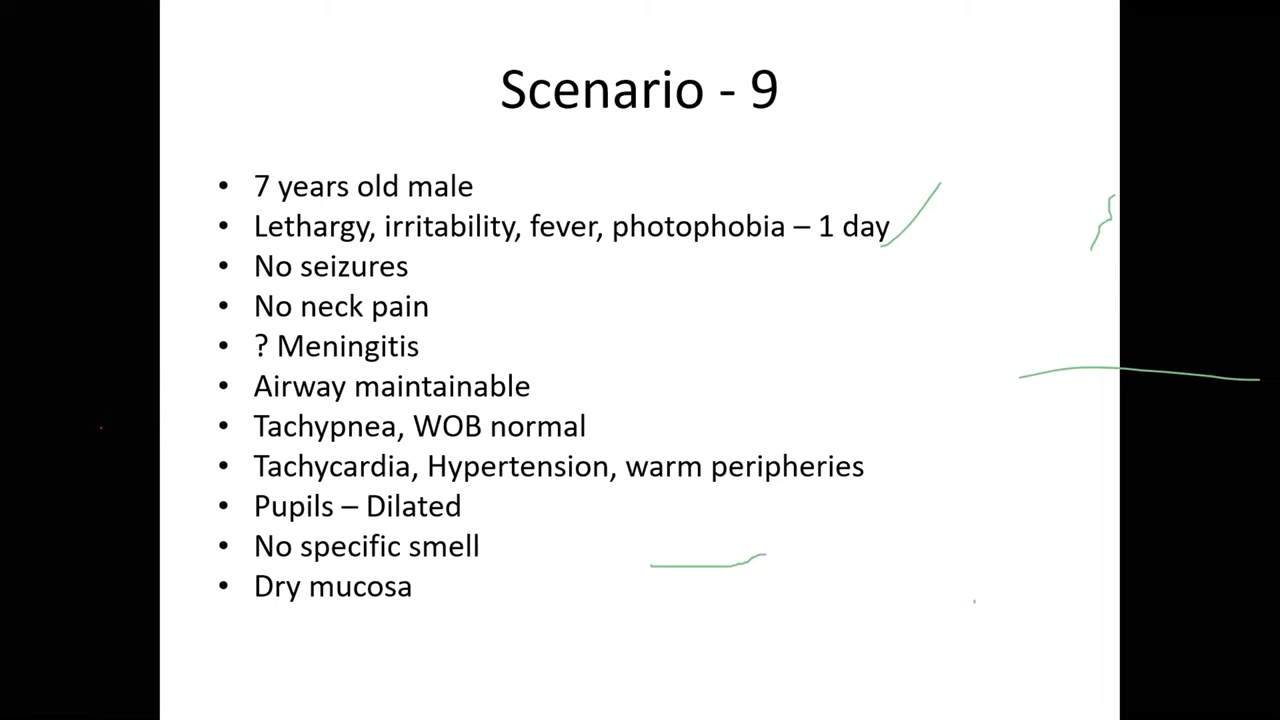 Scenario - 9
• 7 years old male
• Lethargy, irritability, fever, photophobia – 1 day
• No seizures
• No neck pain
• ? Meningitis
• Airway maintainable
• Tachypnea, WOB normal
• Tachycardia, Hypertension, warm peripheries
• Pupils – Dilated
• No specific smell
• Dry mucosa